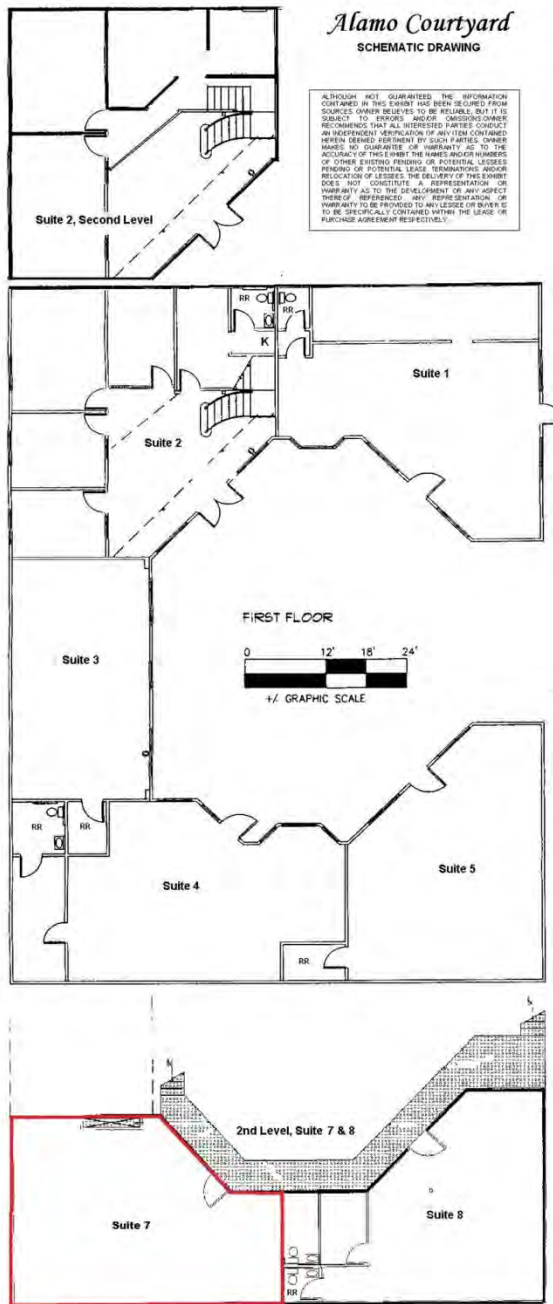 Alamo Courtyard
SCHEMATIC DRAWING
ALTHOUGH NOT GUARANTEED THE INFORMATION
CONTAINED IN THIS EXHIBIT HAS BEEN SECURED FROM
SOURCES OWNER BELIEVES TO BE RELIABLE, BUT IT IS
SUBJECT TO ERRORS AND/OR OMISSIONS.OWNER
RECOMMENDS THAT ALL INTERESTED PARTIES CONDUCT
AN INDEPENDENT VERIFICATION OF ANY ITEM CONTAINED
HEREIN DEEMED PERTINENT BY SUCH PARTIES. OWNER
MAKES NO GUARANTEE OR WARRANTY AS TO THE
ACCURACY OF THIS EXHIBIT THE NAMES AND/OR NUMBERS
OF OTHER EXISTING PENDING OR POTENTIAL LESSEES
PENDING OR POTENTIAL LEASE TERMINATIONS AND/OR
RELOCATION OF LESSEES. THE DELIVERY OF THIS EXHIBIT
DOES NOT CONSTITUTE A REPRESENTATION OR
WARRANTY AS TO THE DEVELOPMENT OR ANY ASPECT
THEREOF REFERENCED. ANY REPRESENTATION OR
WARRANTY TO BE PROVIDED TO ANY LESSEE OR BUYER IS
TO BE SPECIFICALLY CONTAINED WITHIN THE LEASE OR
PURCHASE AGREEMENT RESPECTIVELY.
Suite 2, Second Level
RR
RR
K
Suite 1
Suite 2
FIRST FLOOR
0 12' 18' 24'
+/- GRAPHIC SCALE
Suite 3
RR
RR
Suite 4
Suite 5
RR
2nd Level, Suite 7 & 8
Suite 7
Suite 8
RR